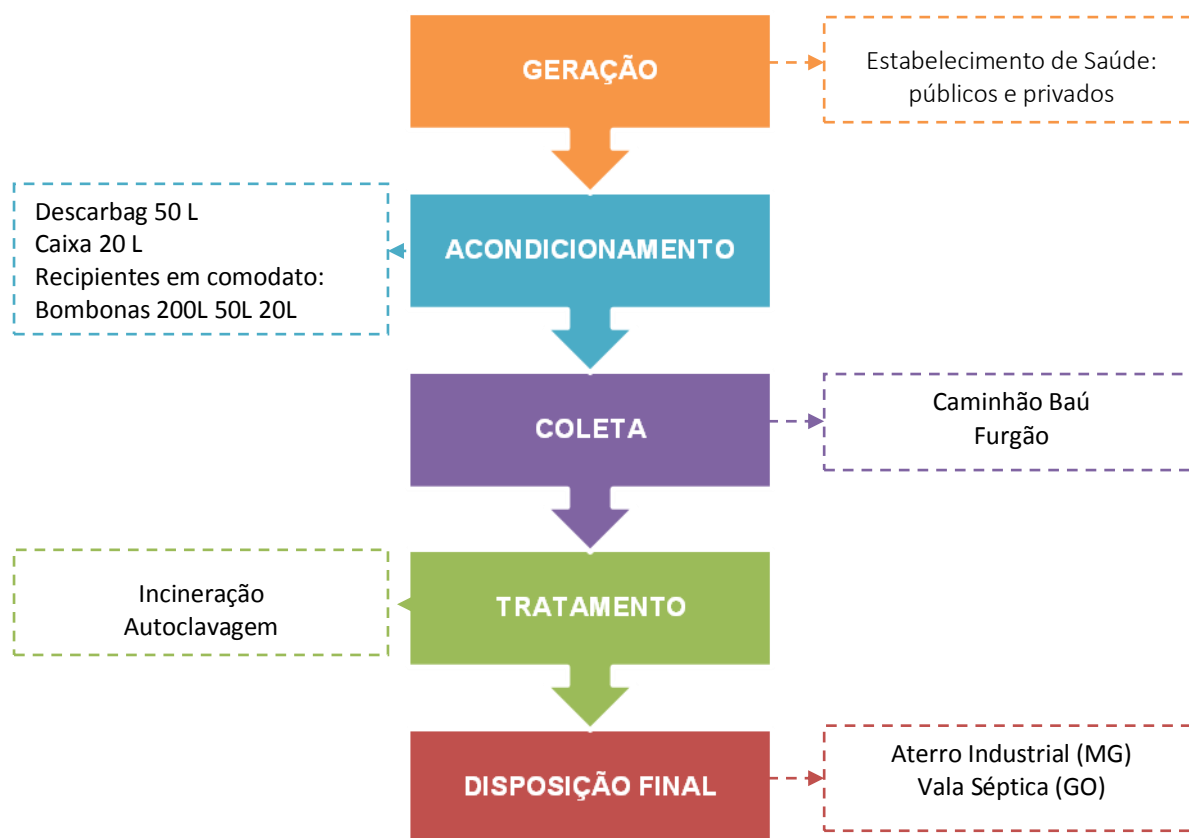 GERAÇÃO
Estabelecimento de Saúde:
públicos e privados
Descarbag 50 L
Caixa 20 L
Recipientes em comodato:
Bombonas 200L 50L 20L
ACONDICIONAMENTO
COLETA
Caminhão Baú
Furgão
Incineração
Autoclavagem
TRATAMENTO
DISPOSIÇÃO FINAL
Aterro Industrial (MG)
Vala Séptica (GO)